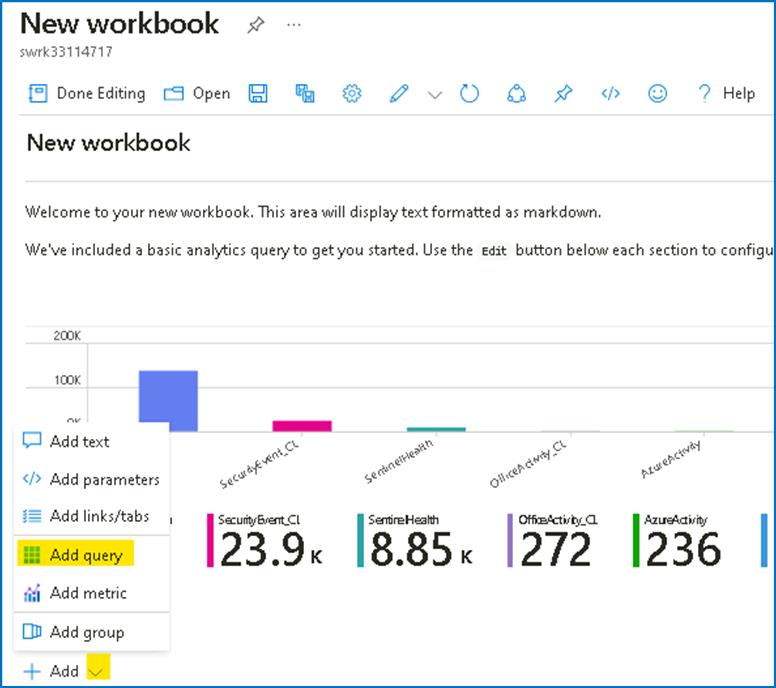 New workbook
swrk33114717
Done Editing Open Help
New workbook
Welcome to your new workbook. This area will display text formatted as markdown.
We've included a basic analytics query to get you started. Use the Edit button below each section to configu
200K
100K
0K
SecurityEvent_CL
SentinelHealth
OfficeActivity_CL
AzureActivity
SecurityEvent_CL SentinelHealth OfficeActivity_CL AzureActivity
23.9 K 8.85 K 272 236
Add text
Add parameters
Add links/tabs
Add query
Add metric
Add group
Add